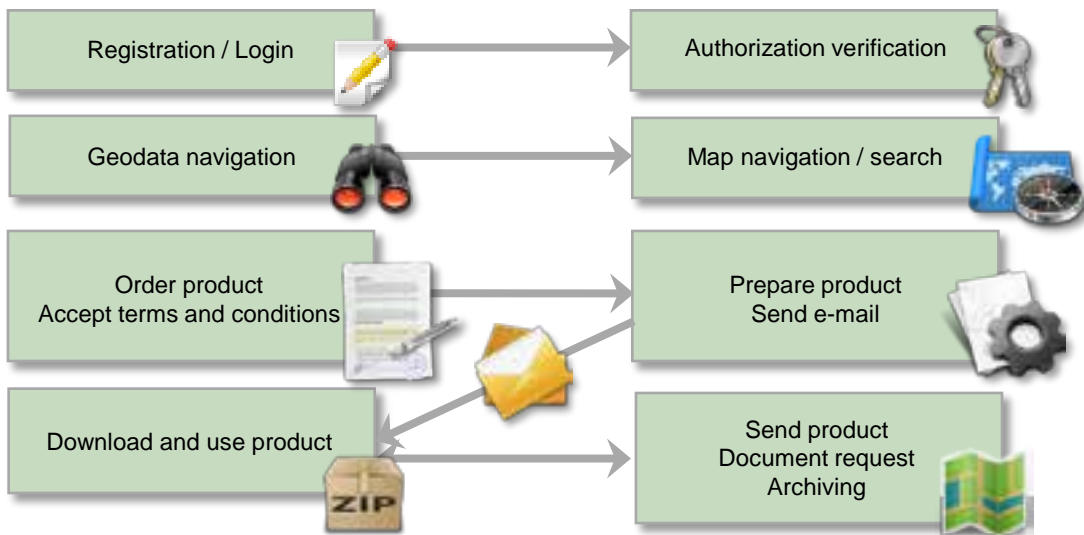 Registration / Login
Authorization verification
Geodata navigation
Map navigation / search
Order product
Accept terms and conditions
Prepare product
Send e-mail
Download and use product
ZIP
Send product
Document request
Archiving